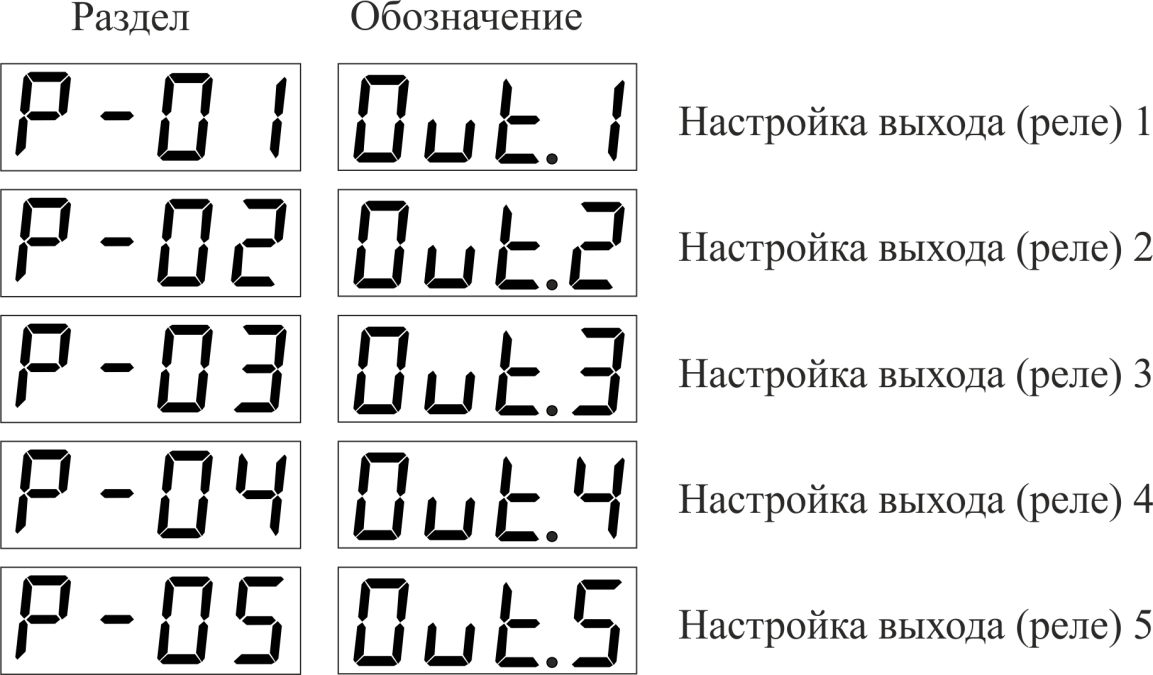 Раздел Обозначение
P-01 Out.1 Настройка выхода (реле) 1
P-02 Out.2 Настройка выхода (реле) 2
P-03 Out.3 Настройка выхода (реле) 3
P-04 Out.4 Настройка выхода (реле) 4
P-05 Out.5 Настройка выхода (реле) 5